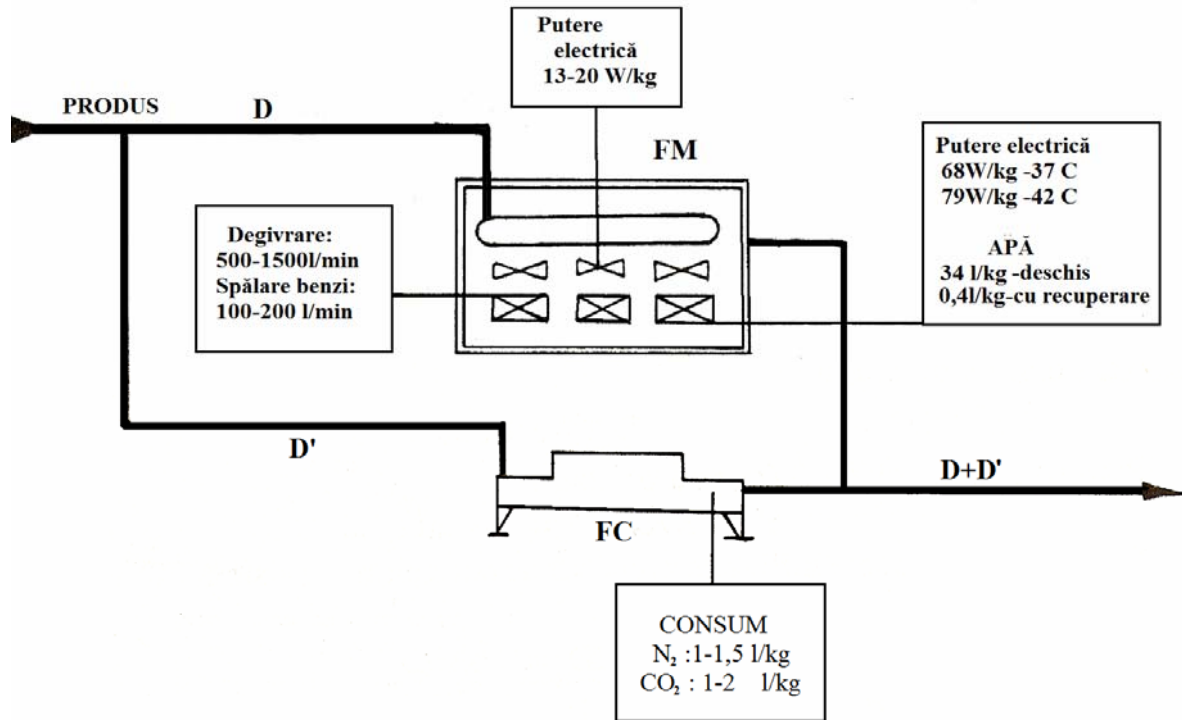 Putere
electrică
13-20 W/kg
PRODUS
D
FM
Putere electrică
68W/kg -37 C
79W/kg -42 C
APĂ
34 l/kg -deschis
0,4l/kg-cu recuperare
Degivrare:
500-1500l/min
Spălare benzi:
100-200 l/min
D'
D+D'
FC
CONSUM
N₂ :1-1,5 l/kg
CO₂ : 1-2 l/kg